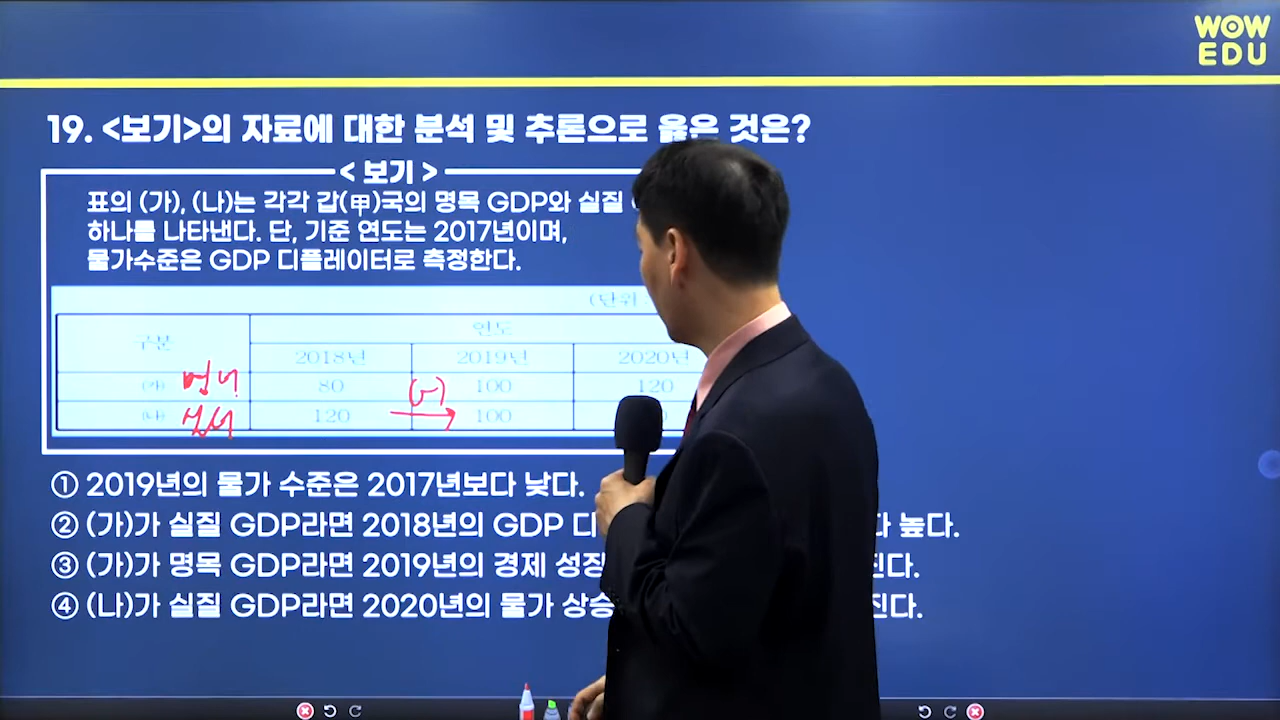 WOW
EDU
19. <보기>의 자료에 대한 분석 및 추론으로 옳은 것은?
< 보기 >
표의 (가), (나)는 각각 갑(甲)국의 명목 GDP와 실질
하나를 나타낸다. 단, 기준 연도는 2017년이며,
물가수준은 GDP 디플레이터로 측정한다.
(단위
구분 연도
2018년 2019년 2020년
(가) 80 100 120
(나) 120 100
(-)
① 2019년의 물가 수준은 2017년보다 낮다.
② (가)가 실질 GDP라면 2018년의 GDP 디 다 높다.
③ (가)가 명목 GDP라면 2019년의 경제 성장 진다.
④ (나)가 실질 GDP라면 2020년의 물가 상승 진다.